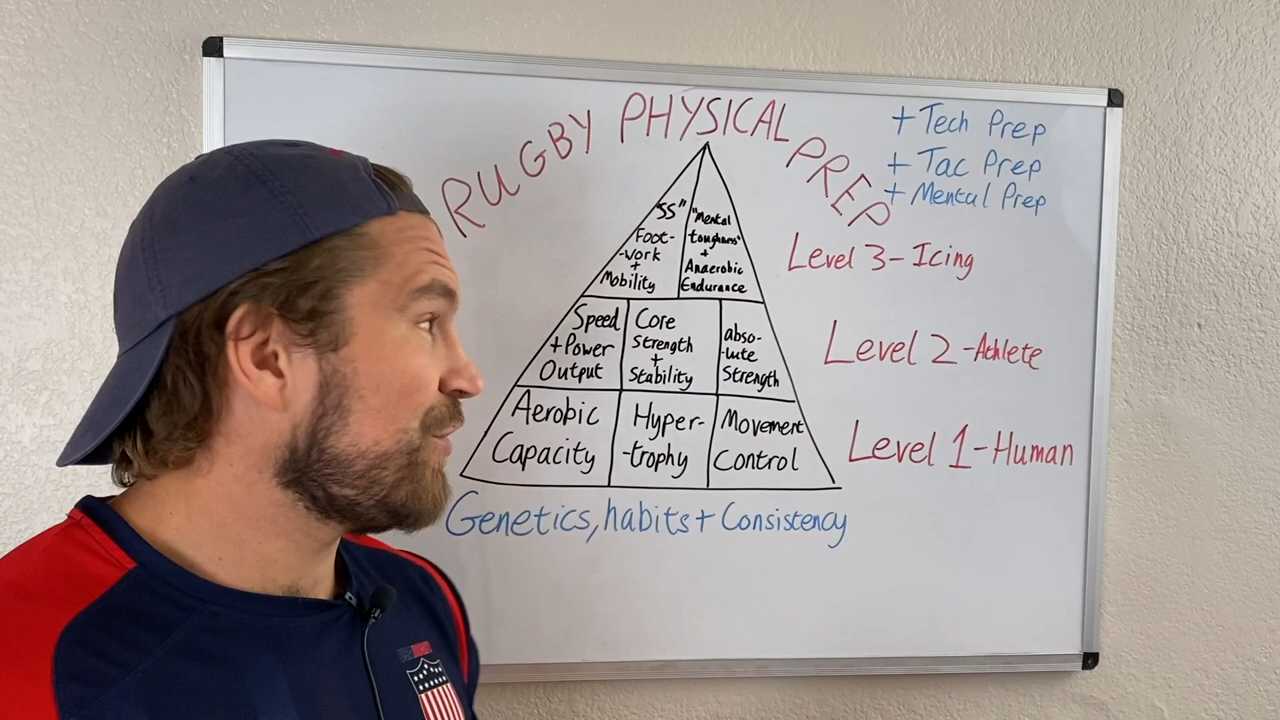 RUGBY PHYSICAL PREP
+ Tech Prep
+ Tac Prep
+ Mental Prep
"SS"
Foot-
-work
+
Mobility
"Mental
toughness"
+
Anaerobic
Endurance
Level 3-Icing
Speed
+Power
Output
Core
Strength
+
Stability
abso-
-lute
Strength
Level 2-Athlete
Aerobic
Capacity
Hyper-
-trophy
Movement
Control
Level 1-Human
Genetics, habits + Consistency